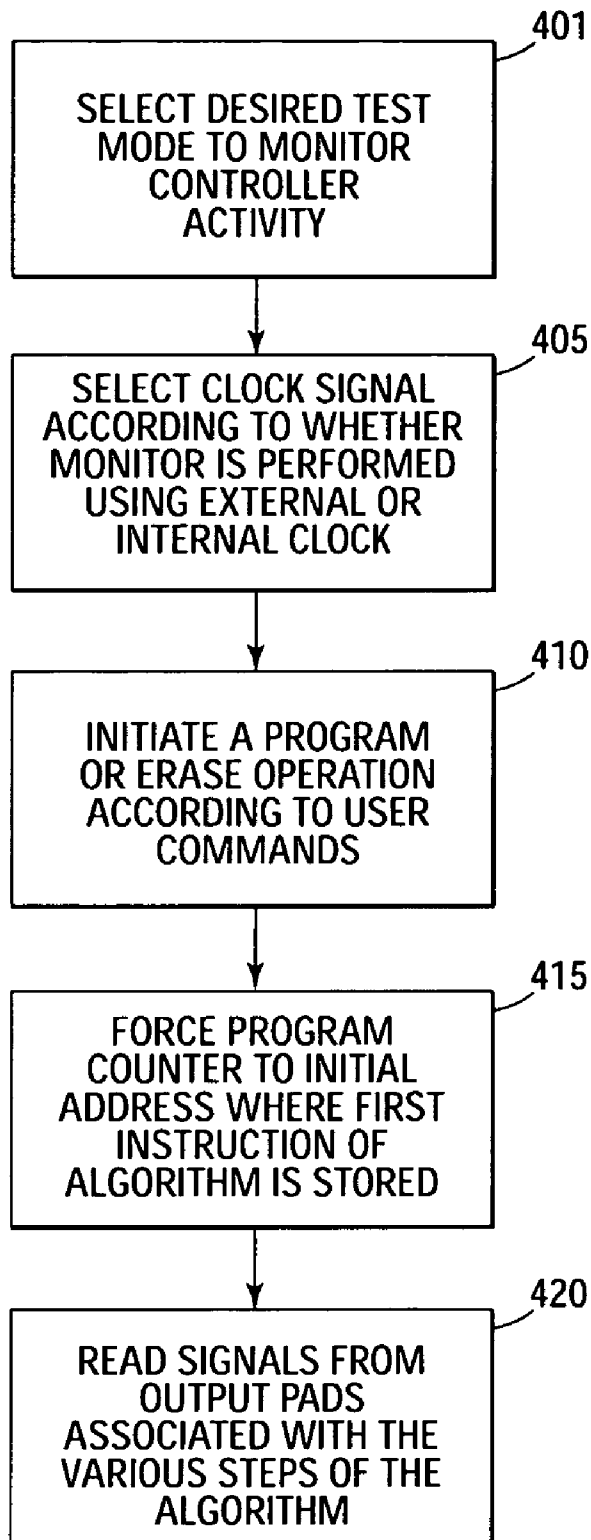 401
SELECT DESIRED TEST
MODE TO MONITOR
CONTROLLER
ACTIVITY
405
SELECT CLOCK SIGNAL
ACCORDING TO WHETHER
MONITOR IS PERFORMED
USING EXTERNAL OR
INTERNAL CLOCK
410
INITIATE A PROGRAM
OR ERASE OPERATION
ACCORDING TO USER
COMMANDS
415
FORCE PROGRAM
COUNTER TO INITIAL
ADDRESS WHERE FIRST
INSTRUCTION OF
ALGORITHM IS STORED
420
READ SIGNALS FROM
OUTPUT PADS
ASSOCIATED WITH THE
VARIOUS STEPS OF THE
ALGORITHM